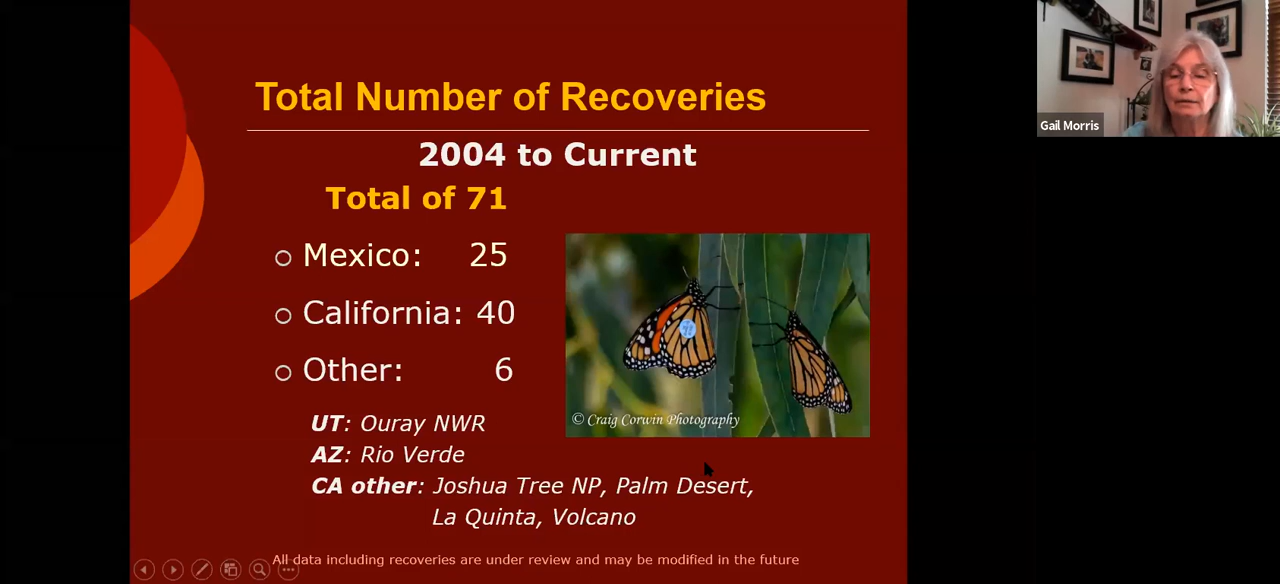 Total Number of Recoveries
2004 to Current
Total of 71
Mexico: 25
California: 40
Other: 6
UT: Ouray NWR
AZ: Rio Verde
CA other: Joshua Tree NP, Palm Desert,
La Quinta, Volcano
© Craig Corwin Photography
All data including recoveries are under review and may be modified in the future
Gail Morris